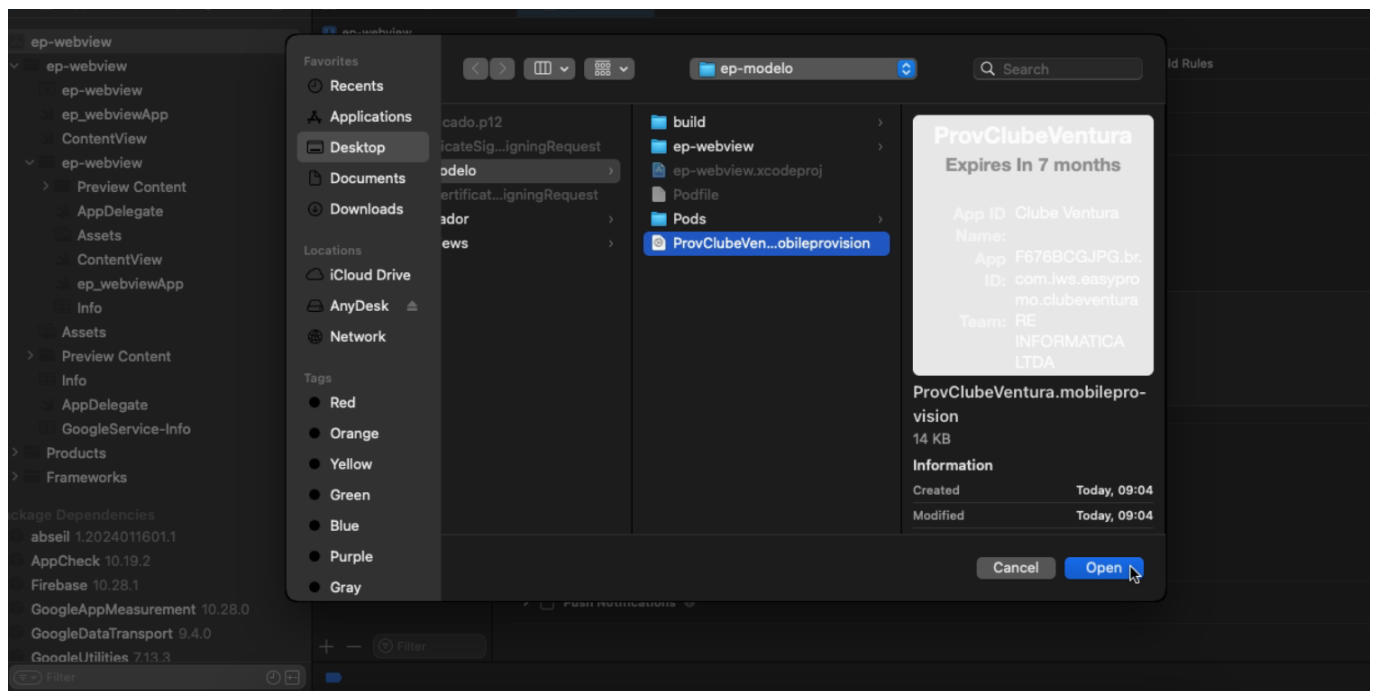 ep-webview
ep-webview
ep-webview
ep_webviewApp
ContentView
ep-webview
Preview Content
AppDelegate
Assets
ContentView
ep_webviewApp
Info
Assets
Preview Content
Info
AppDelegate
GoogleService-Info
Products
Frameworks
ckage Dependencies
abseil 1.2024011601.1
AppCheck 10.19.2
Firebase 10.28.1
GoogleAppMeasurement 10.28.0
GoogleDataTransport 9.4.0
GoogleUtilities 7.13.3
Filter
ep-webview
Favorites
Recents
Applications
Desktop
Documents
Downloads
Locations
iCloud Drive
AnyDesk
Network
Tags
Red
Orange
Yellow
Green
Blue
Purple
Gray
ep-modelo
Search
cado.p12
icateSig...igningRequest
odelo
ertificat...igningRequest
ador
ews
build
ep-webview
ep-webview.xcodeproj
Podfile
Pods
ProvClubeVen...obileprovision
ProvClubeVentura
Expires In 7 months
App ID Clube Ventura
Name:
App F676BCGJPG.br.
ID: com.iws.easypro
mo.clubeventura
Team: RE
INFORMATICA
LTDA
ProvClubeVentura.mobilepro-
vision
14 KB
Information
Created Today, 09:04
Modified Today, 09:04
Cancel
Open
ld Rules
Push Notifications
Filter